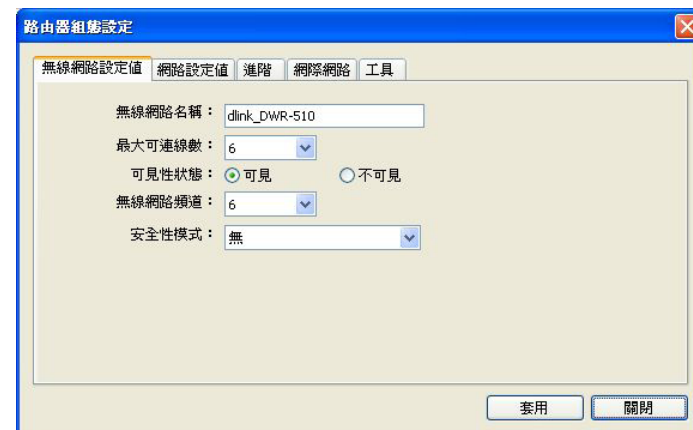 路由器組態設定
無線網路設定値 網路設定値 進階 網際網路 工具
無線網路名稱： dlink_DWR-510
最大可連線數： 6
可見性狀態： 可見 不可見
無線網路頻道： 6
安全性模式： 無
套用 關閉